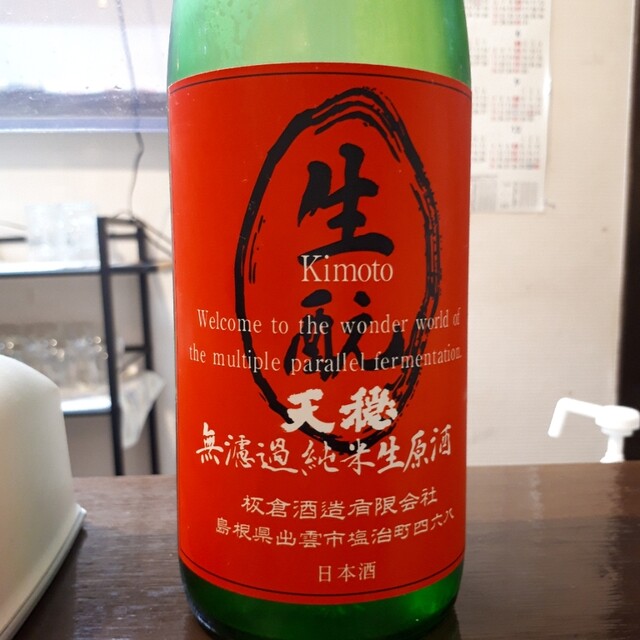 生酛
Kimoto
Welcome to the wonder world of
the multiple parallel fermentation.
天穏
無濾過純米生原酒
板倉酒造有限会社
島根県出雲市塩冶町四六八
日本酒